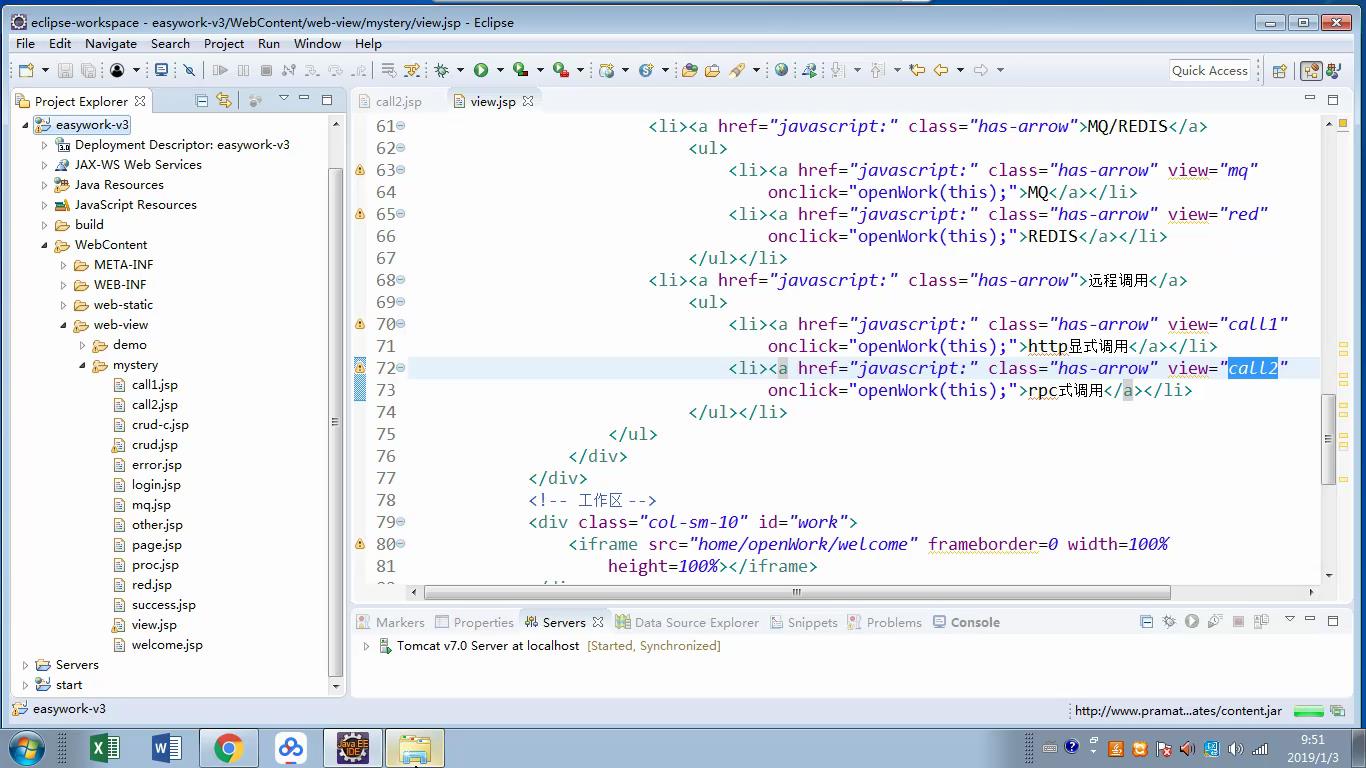 eclipse-workspace - easywork-v3/WebContent/web-view/mystery/view.jsp - Eclipse
File Edit Navigate Search Project Run Window Help
Quick Access
Project Explorer
call2.jsp view.jsp
easywork-v3
Deployment Descriptor: easywork-v3
JAX-WS Web Services
Java Resources
JavaScript Resources
build
WebContent
META-INF
WEB-INF
web-static
web-view
demo
mystery
call1.jsp
call2.jsp
crud-c.jsp
crud.jsp
error.jsp
login.jsp
mq.jsp
other.jsp
page.jsp
proc.jsp
red.jsp
success.jsp
view.jsp
welcome.jsp
Servers
start
61 <li><a href="javascript:" class="has-arrow">MQ/REDIS</a>
62 <ul>
63 <li><a href="javascript:" class="has-arrow" view="mq"
64 onclick="openWork(this);">MQ</a></li>
65 <li><a href="javascript:" class="has-arrow" view="red"
66 onclick="openWork(this);">REDIS</a></li>
67 </ul></li>
68 <li><a href="javascript:" class="has-arrow">远程调用</a>
69 <ul>
70 <li><a href="javascript:" class="has-arrow" view="call1"
71 onclick="openWork(this);">http显式调用</a></li>
72 <li><a href="javascript:" class="has-arrow" view="call2"
73 onclick="openWork(this);">rpc式调用</a></li>
74 </ul></li>
75 </ul>
76 </div>
77 </div>
78 <!-- 工作区 -->
79 <div class="col-sm-10" id="work">
80 <iframe src="home/openWork/welcome" frameborder=0 width=100%
81 height=100%></iframe>
Markers Properties Servers Data Source Explorer Snippets Problems Console
Tomcat v7.0 Server at localhost [Started, Synchronized]
easywork-v3
http://www.pramat...ates/content.jar
Java EE
IDE
9:51
2019/1/3